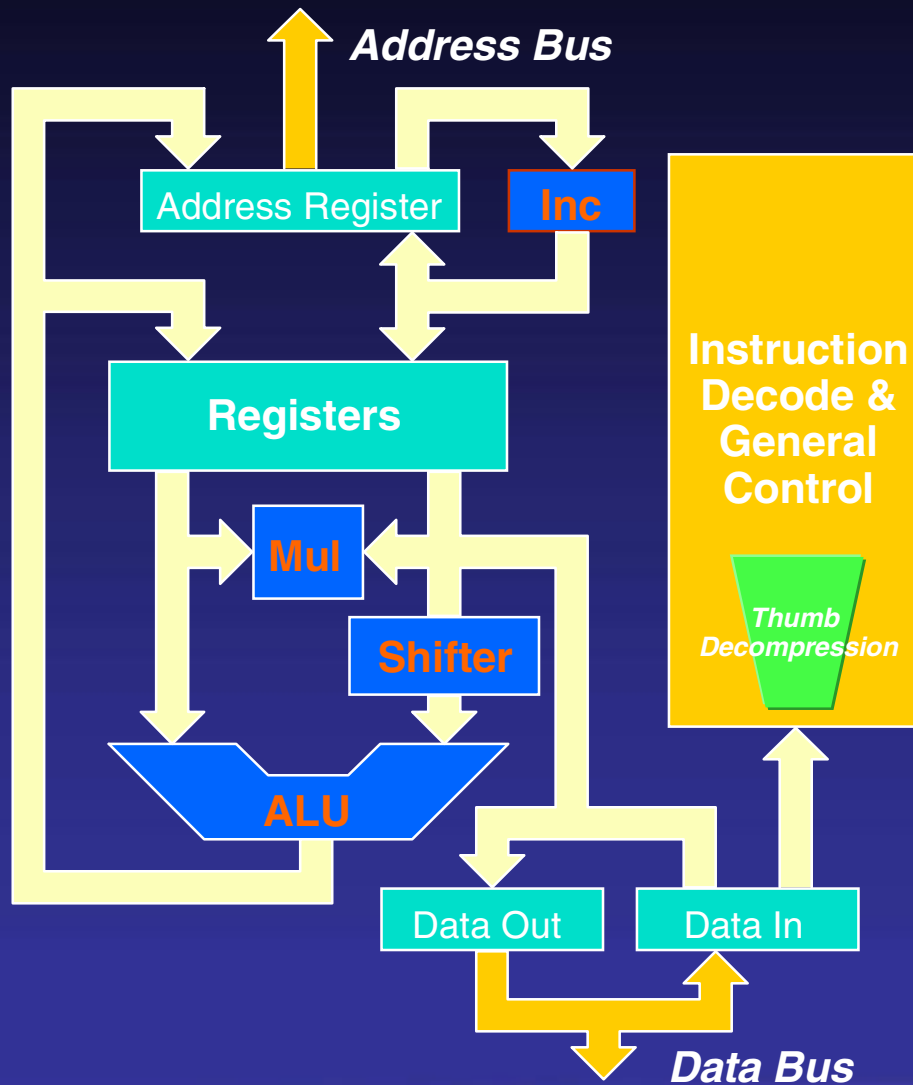 Address Bus
Address Register
Inc
Instruction
Decode &
General
Control
Registers
Mul
Thumb
Decompression
Shifter
ALU
Data Out
Data In
Data Bus